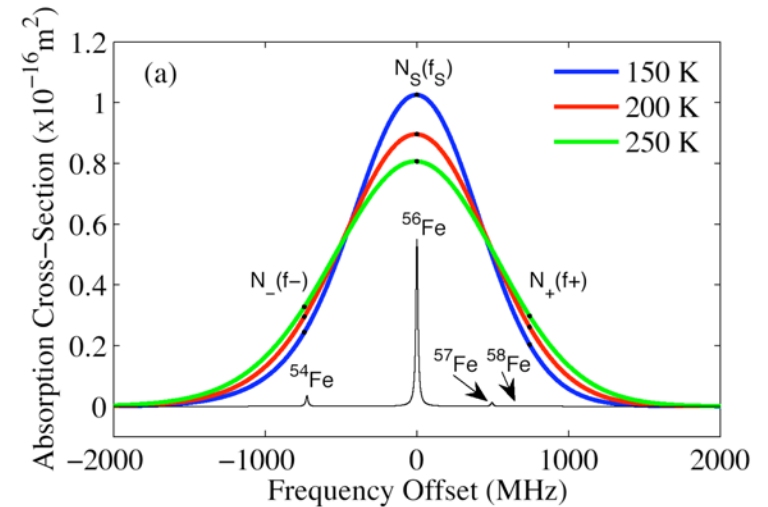 Absorption Cross−Section (x10⁻¹⁶m²)
1.2
1
0.8
0.6
0.4
0.2
0
(a)
N_S(f_S)
150 K
200 K
250 K
⁵⁶Fe
N_−(f−)
N_+(f+)
⁵⁴Fe
⁵⁷Fe
⁵⁸Fe
−2000
−1000
0
1000
2000
Frequency Offset (MHz)